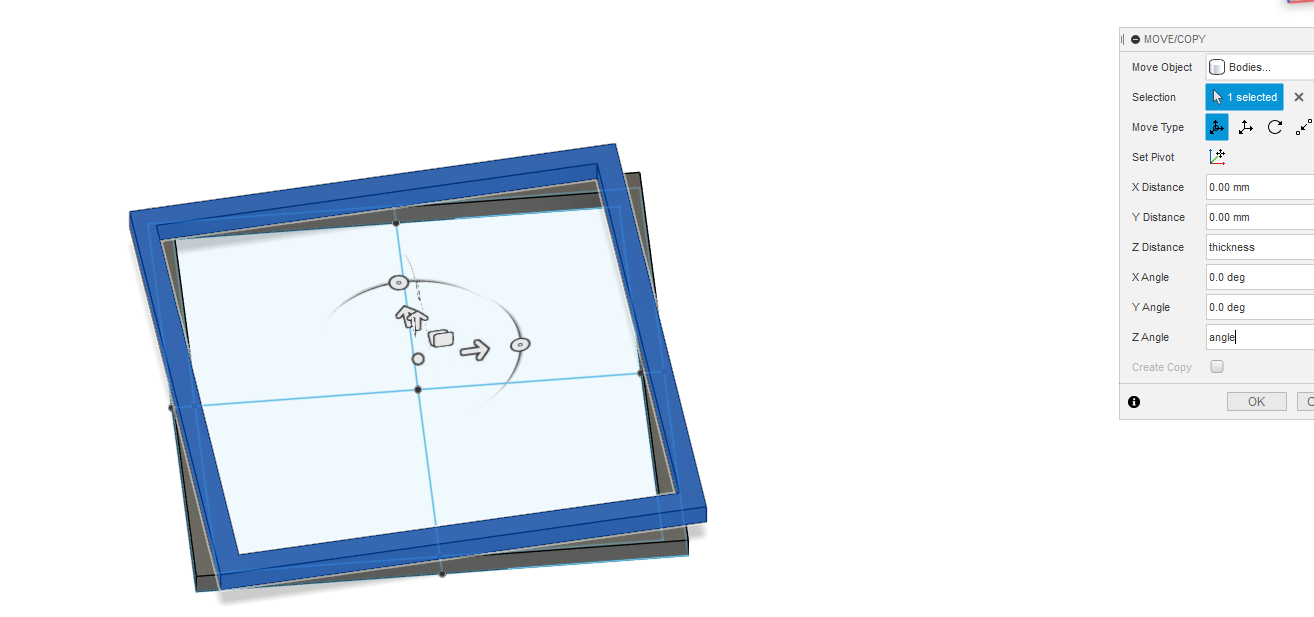 MOVE/COPY
Move Object Bodies...
Selection 1 selected
Move Type
Set Pivot
X Distance 0.00 mm
Y Distance 0.00 mm
Z Distance thickness
X Angle 0.0 deg
Y Angle 0.0 deg
Z Angle angle
Create Copy
OK